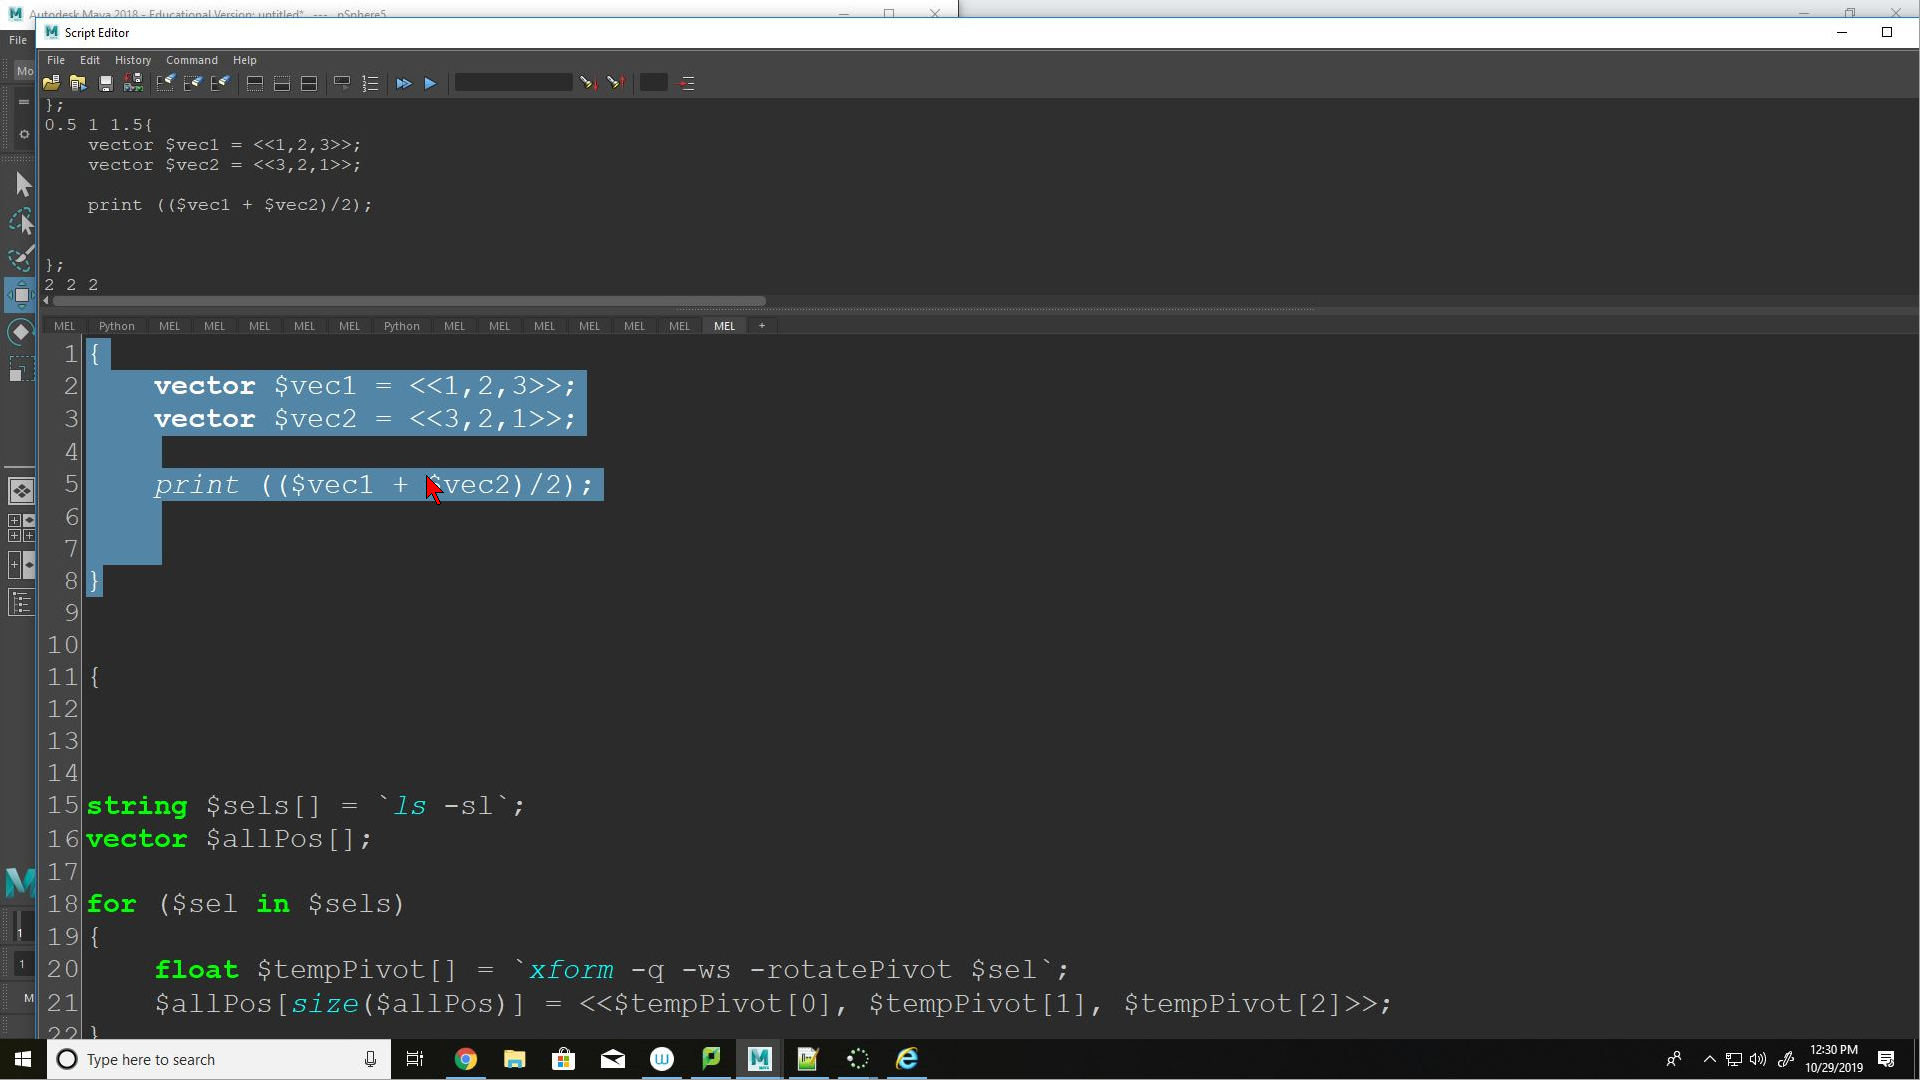 Autodesk Maya 2018 - Educational Version: untitled* --- pSphere5
Script Editor
File
File Edit History Command Help
Mo
};
0.5 1 1.5{
vector $vec1 = <<1,2,3>>;
vector $vec2 = <<3,2,1>>;
print (($vec1 + $vec2)/2);
};
2 2 2
MEL Python MEL MEL MEL MEL MEL Python MEL MEL MEL MEL MEL MEL MEL +
1 {
2 vector $vec1 = <<1,2,3>>;
3 vector $vec2 = <<3,2,1>>;
4
5 print (($vec1 + $vec2)/2);
6
7
8 }
9
10
11 {
12
13
14
15 string $sels[] = `ls -sl`;
16 vector $allPos[];
17
18 for ($sel in $sels)
19 {
20 float $tempPivot[] = `xform -q -ws -rotatePivot $sel`;
21 $allPos[size($allPos)] = <<$tempPivot[0], $tempPivot[1], $tempPivot[2]>>;
22 }
1
1
M
Type here to search
12:30 PM
10/29/2019